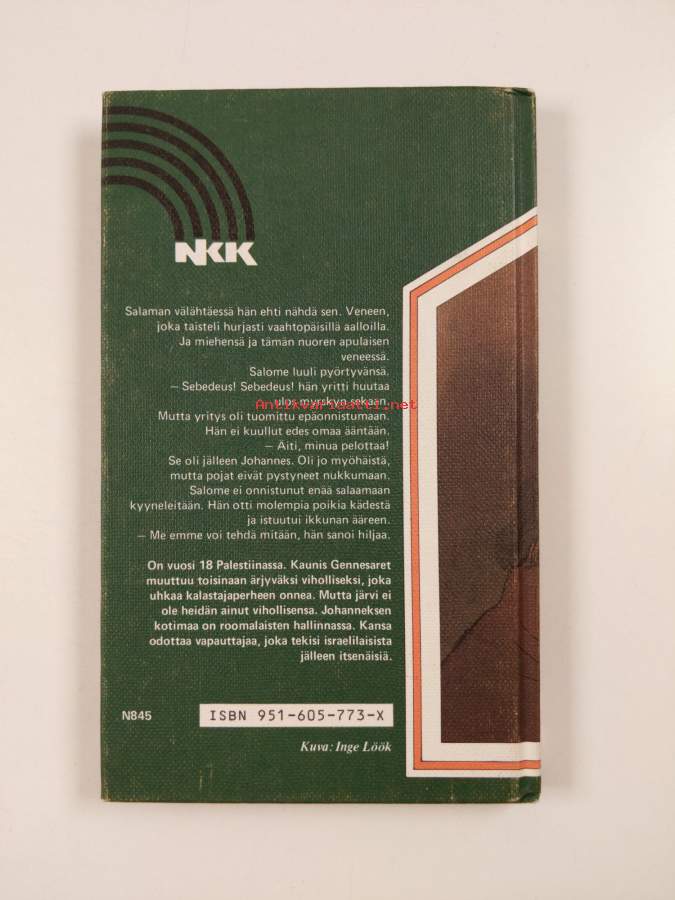 NKK
Salaman välähtäessä hän ehti nähdä sen. Veneen,
joka taisteli hurjasti vaahtopäisillä aalloilla.
Ja miehensä ja tämän nuoren apulaisen
veneessä.
Salome luuli pyörtyvänsä.
— Sebedeus! Sebedeus! hän yritti huutaa
ulos myrskyn sekaan.
Antikvariaatti.net
Mutta yritys oli tuomittu epäonnistumaan.
Hän ei kuullut edes omaa ääntään.
— Äiti, minua pelottaa!
Se oli jälleen Johannes. Oli jo myöhäistä,
mutta pojat eivät pystyneet nukkumaan.
Salome ei onnistunut enää salaamaan
kyyneleitään. Hän otti molempia poikia kädestä
ja istuutui ikkunan ääreen.
— Me emme voi tehdä mitään, hän sanoi hiljaa.
On vuosi 18 Palestiinassa. Kaunis Gennesaret
muuttuu toisinaan ärjyväksi viholliseksi, joka
uhkaa kalastajaperheen onnea. Mutta järvi ei
ole heidän ainut vihollisensa. Johanneksen
kotimaa on roomalaisten hallinnassa. Kansa
odottaa vapauttajaa, joka tekisi israelilaisista
jälleen itsenäisiä.
N845
ISBN 951-605-773-X
Kuva: Inge Löök